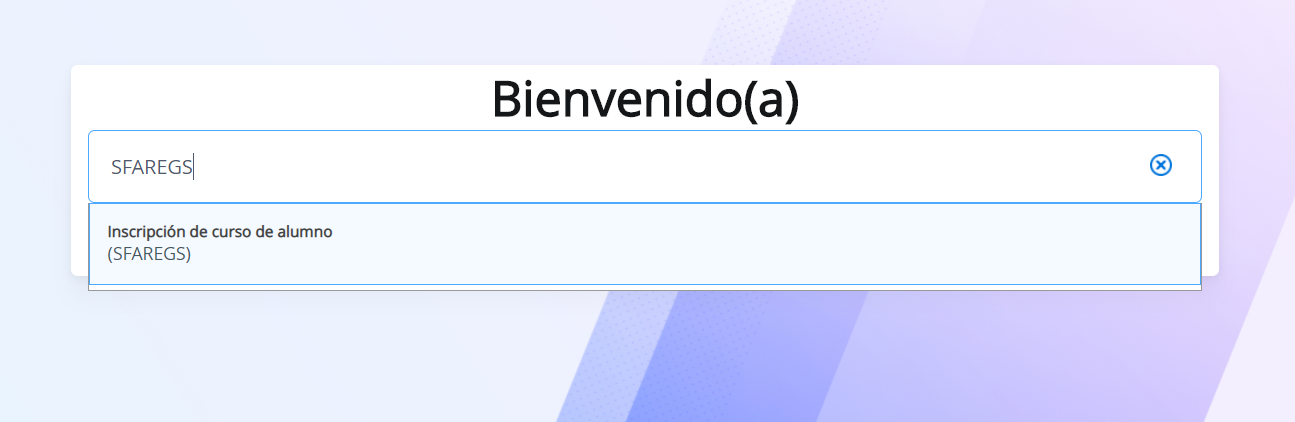 Bienvenido(a)
SFAREGS
Inscripción de curso de alumno
(SFAREGS)